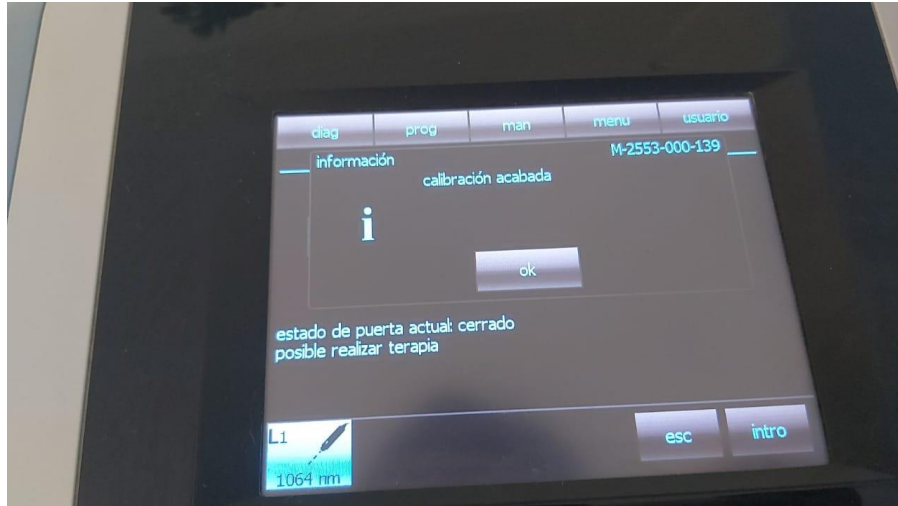 diag prog man menu usuario
información M-2553-000-139
calibración acabada
i
ok
estado de puerta actual: cerrado
posible realizar terapia
L1
esc intro
1064 nm